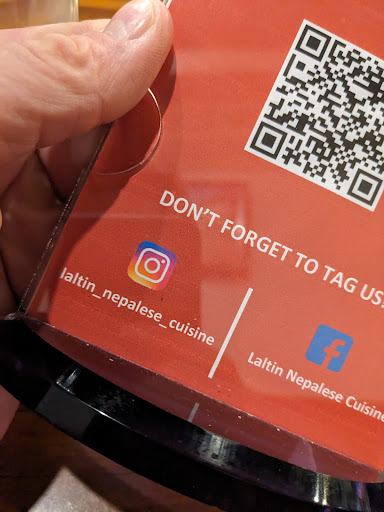 DON'T FORGET TO TAG US
laltin_nepalese_cuisine
Laltin Nepalese Cuisine